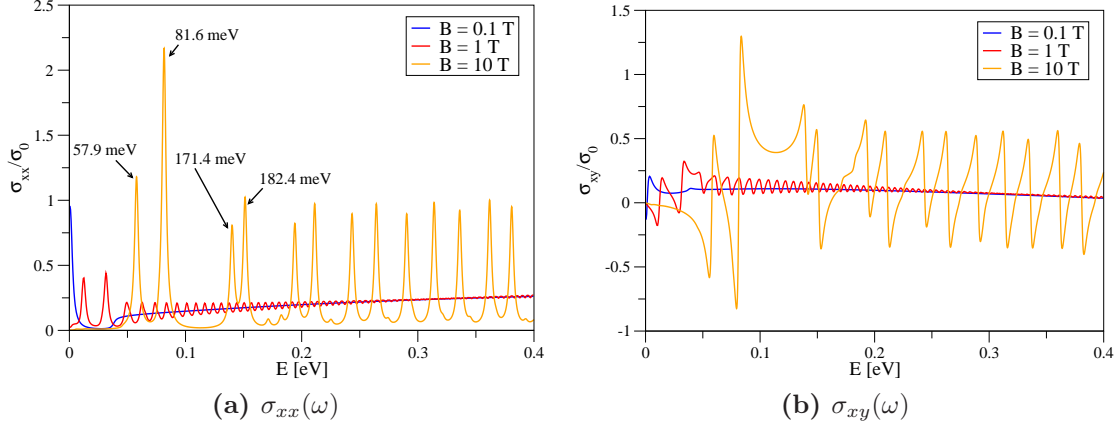 2.5
2
1.5
1
0.5
0
σxx/σ0
0
0.1
0.2
0.3
0.4
E [eV]
81.6 meV
57.9 meV
171.4 meV
182.4 meV
B = 0.1 T
B = 1 T
B = 10 T
(a) σxx(ω)
1.5
1
0.5
0
-0.5
-1
σxy/σ0
0
0.1
0.2
0.3
0.4
E [eV]
B = 0.1 T
B = 1 T
B = 10 T
(b) σxy(ω)